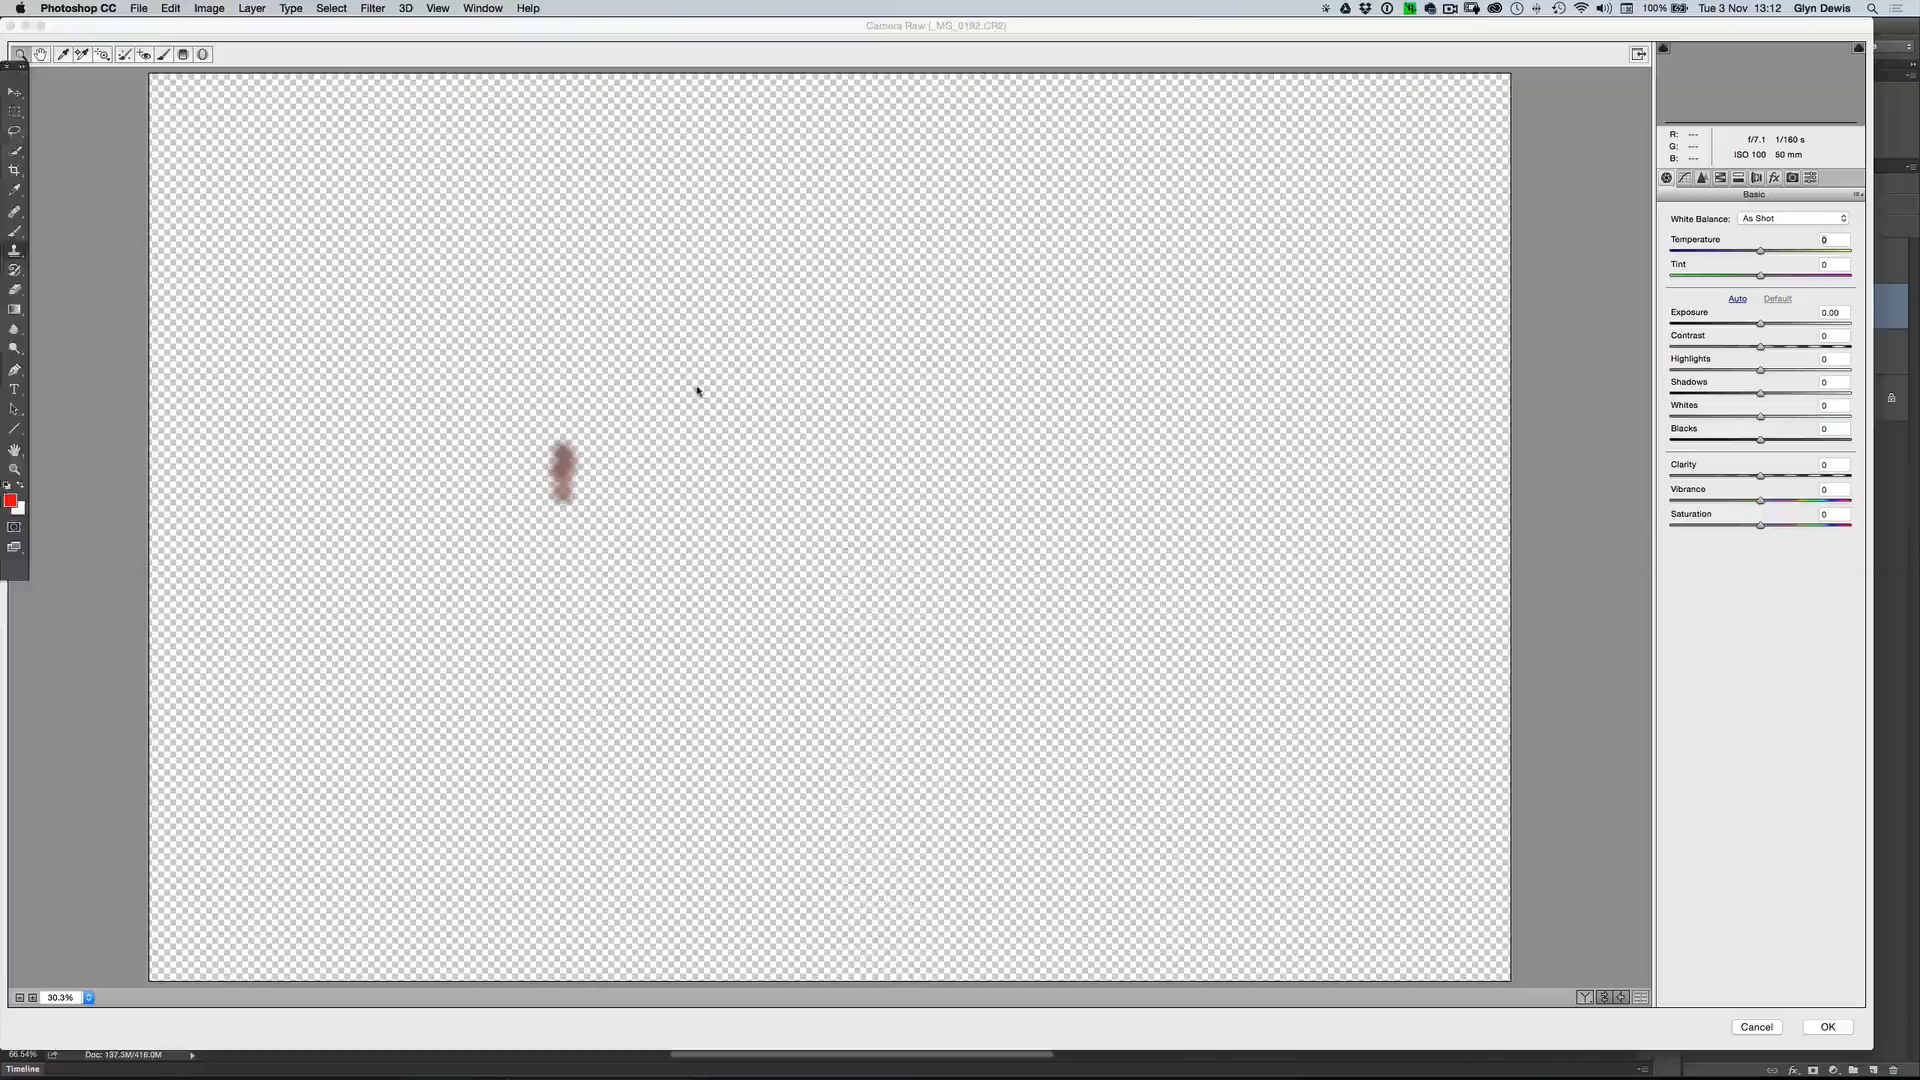 Photoshop CC File Edit Image Layer Type Select Filter 3D View Window Help 100% Tue 3 Nov 13:12 Glyn Dewis
Camera Raw (_MG_0192.CR2)
R: --- f/7.1 1/160 s
G: ---
B: --- ISO 100 50 mm
Basic
White Balance: As Shot
Temperature 0
Tint 0
Auto Default
Exposure 0.00
Contrast 0
Highlights 0
Shadows 0
Whites 0
Blacks 0
Clarity 0
Vibrance 0
Saturation 0
30.3%
Cancel OK
66.54% Doc: 137.3M/416.0M
Timeline